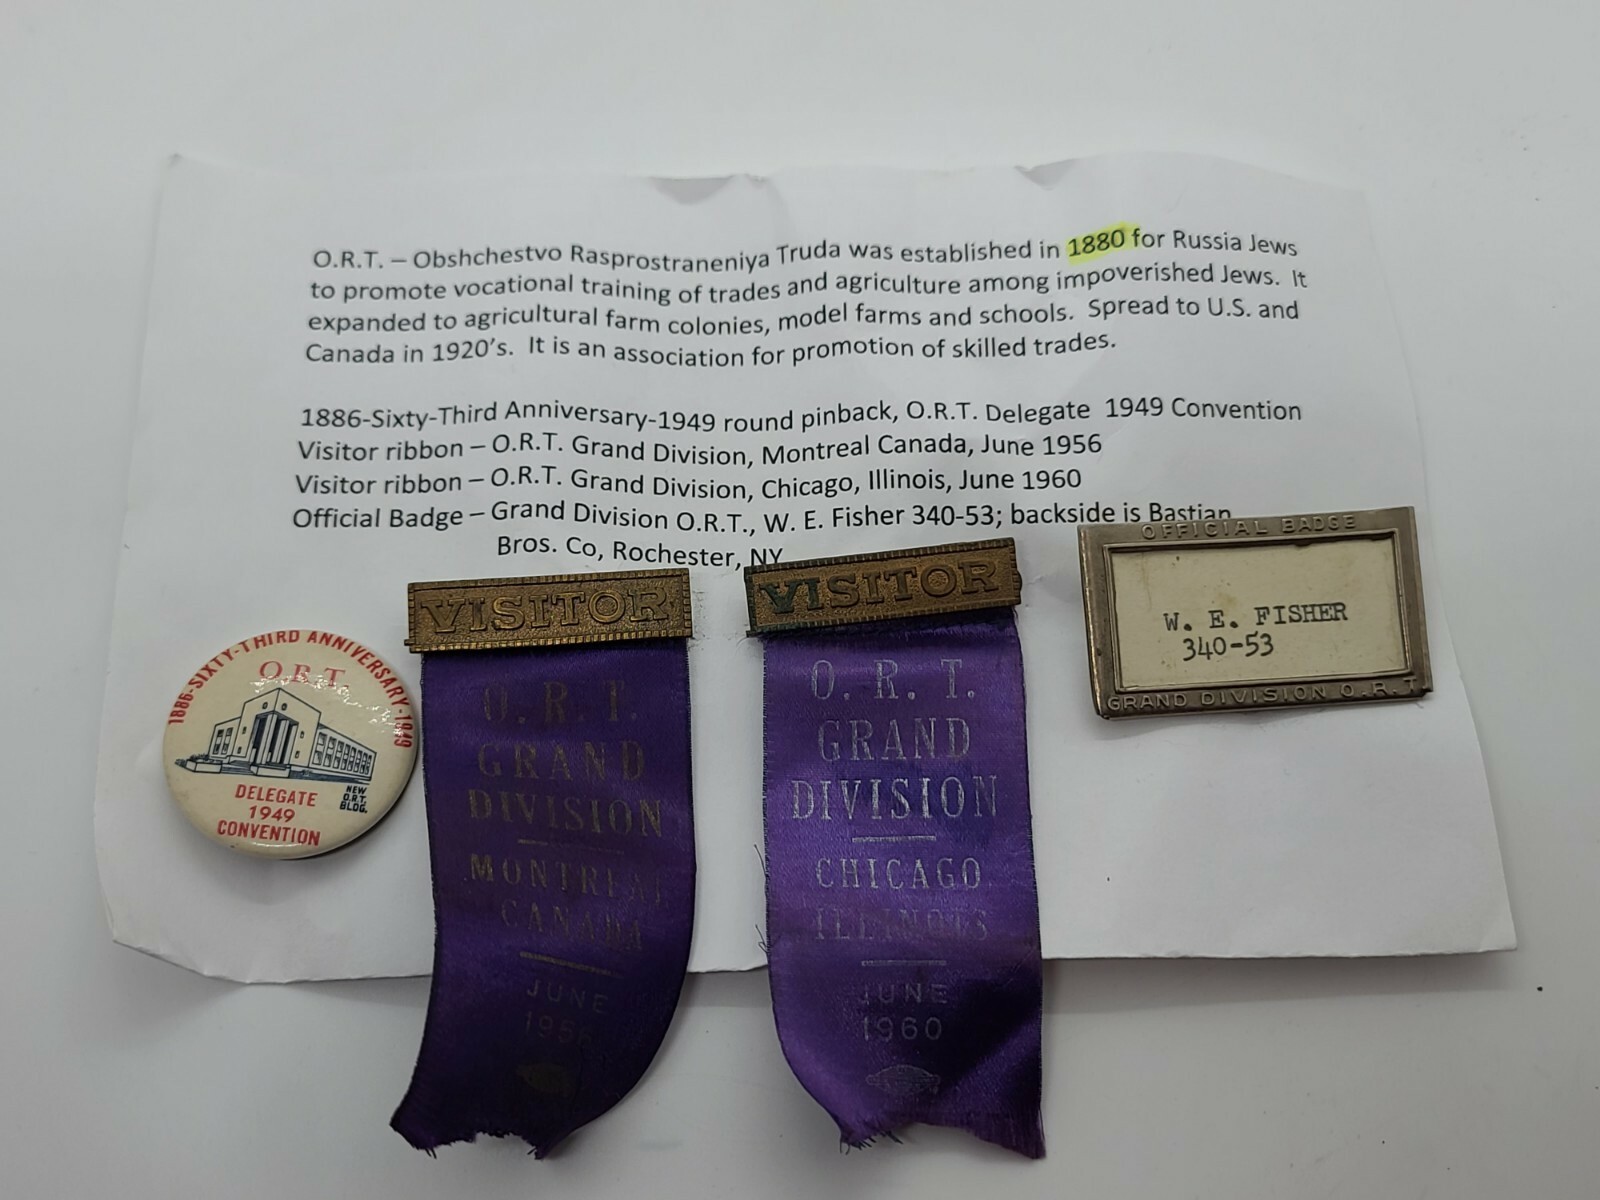 O.R.T. – Obshchestvo Rasprostraneniya Truda was established in 1880 for Russia Jews
to promote vocational training of trades and agriculture among impoverished Jews. It
expanded to agricultural farm colonies, model farms and schools. Spread to U.S. and
Canada in 1920's. It is an association for promotion of skilled trades.
1886-Sixty-Third Anniversary-1949 round pinback, O.R.T. Delegate 1949 Convention
Visitor ribbon – O.R.T. Grand Division, Montreal Canada, June 1956
Visitor ribbon – O.R.T. Grand Division, Chicago, Illinois, June 1960
Official Badge – Grand Division O.R.T., W. E. Fisher 340-53; backside is Bastian
Bros. Co, Rochester, NY
1886-SIXTY-THIRD ANNIVERSARY-1949
O.R.T.
NEW
O.R.T.
BLDG.
DELEGATE
1949
CONVENTION
VISITOR
O. R. T.
GRAND
DIVISION
MONTREAL
CANADA
JUNE
1956
VISITOR
O. R. T.
GRAND
DIVISION
CHICAGO
ILLINOIS
JUNE
1960
OFFICIAL BADGE
W. E. FISHER
340-53
GRAND DIVISION O.R.T.